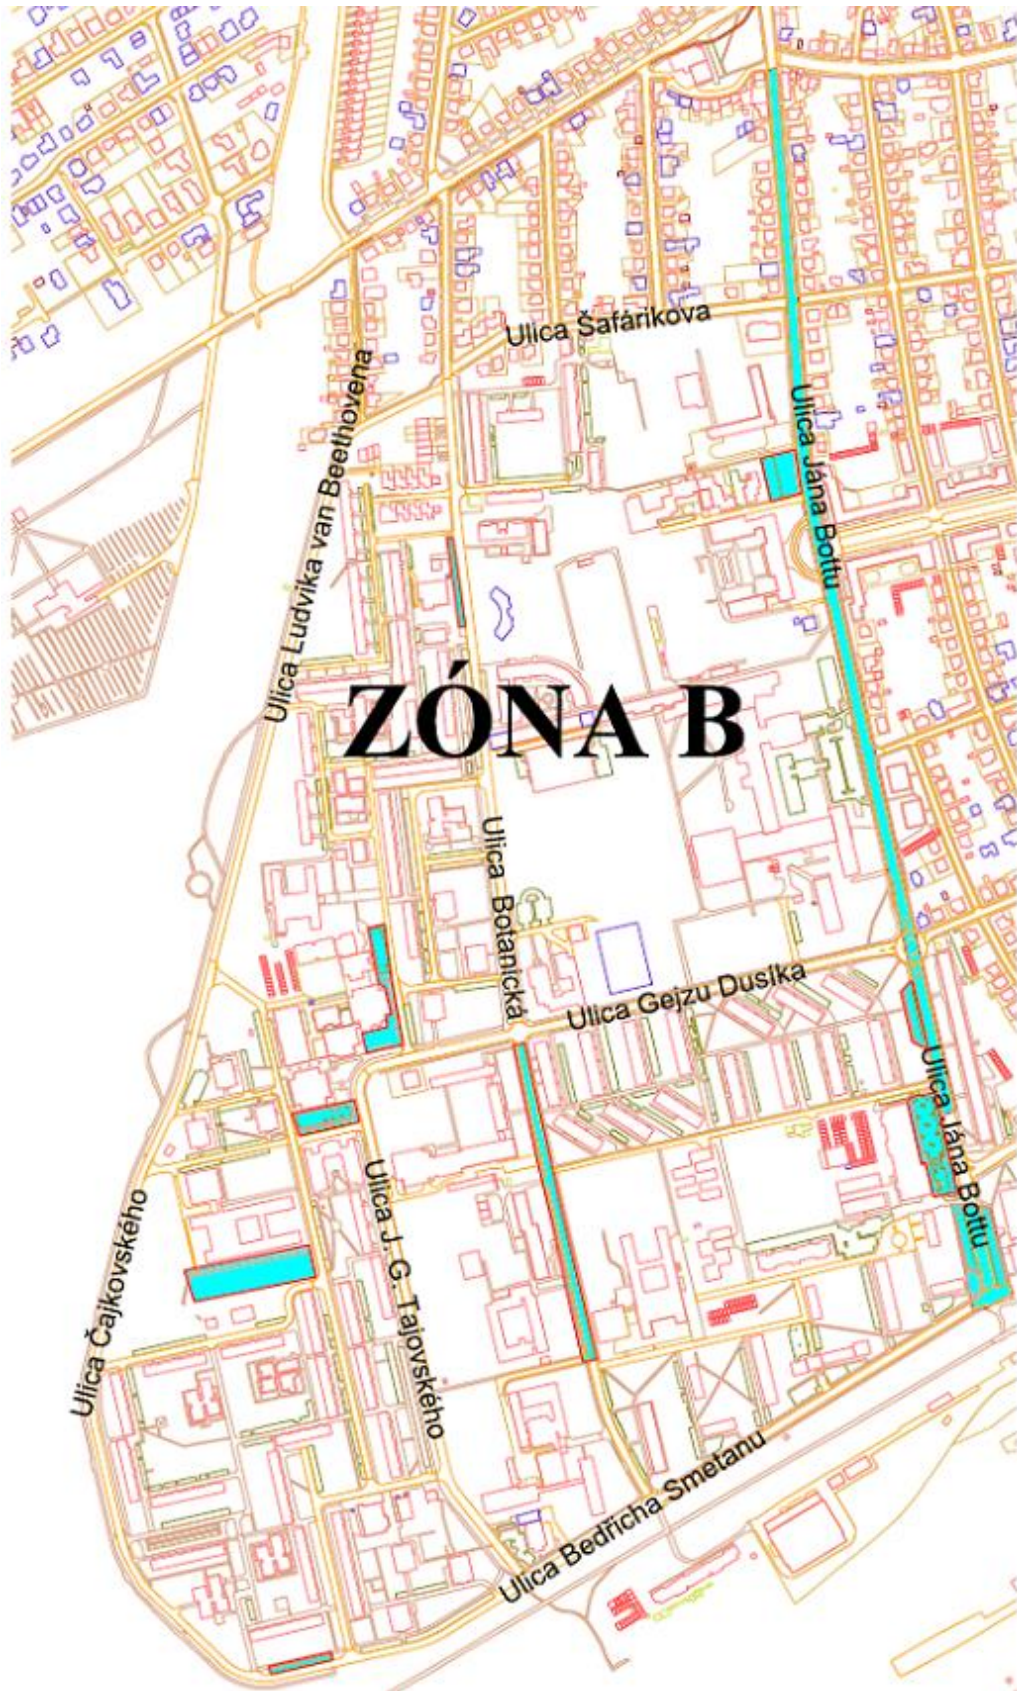 Ulica Šafárikova
Ulica Ludvika van Beethovena
Ulica Jána Bottu
ZÓNA B
Ulica Botanická
Ulica Gejzu Dusíka
Ulica Jána Bottu
Ulica Čajkovského
Ulica J. G. Tajovského
Ulica Bedřicha Smetanu